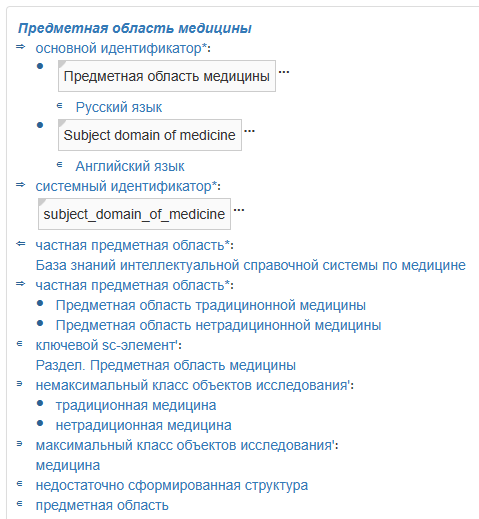 Предметная область медицины
⇒ основной идентификатор*:
• Предметная область медицины ...
∈ Русский язык
• Subject domain of medicine ...
∈ Английский язык
⇒ системный идентификатор*:
subject_domain_of_medicine ...
⇐ частная предметная область*:
База знаний интеллектуальной справочной системы по медицине
⇒ частная предметная область*:
• Предметная область традицинонной медицины
• Предметная область нетрадицинонной медицины
∈ ключевой sc-элемент':
Раздел. Предметная область медицины
∋ немаксимальный класс объектов исследования':
• традиционная медицина
• нетрадиционная медицина
∋ максимальный класс объектов исследования':
медицина
∈ недостаточно сформированная структура
∈ предметная область